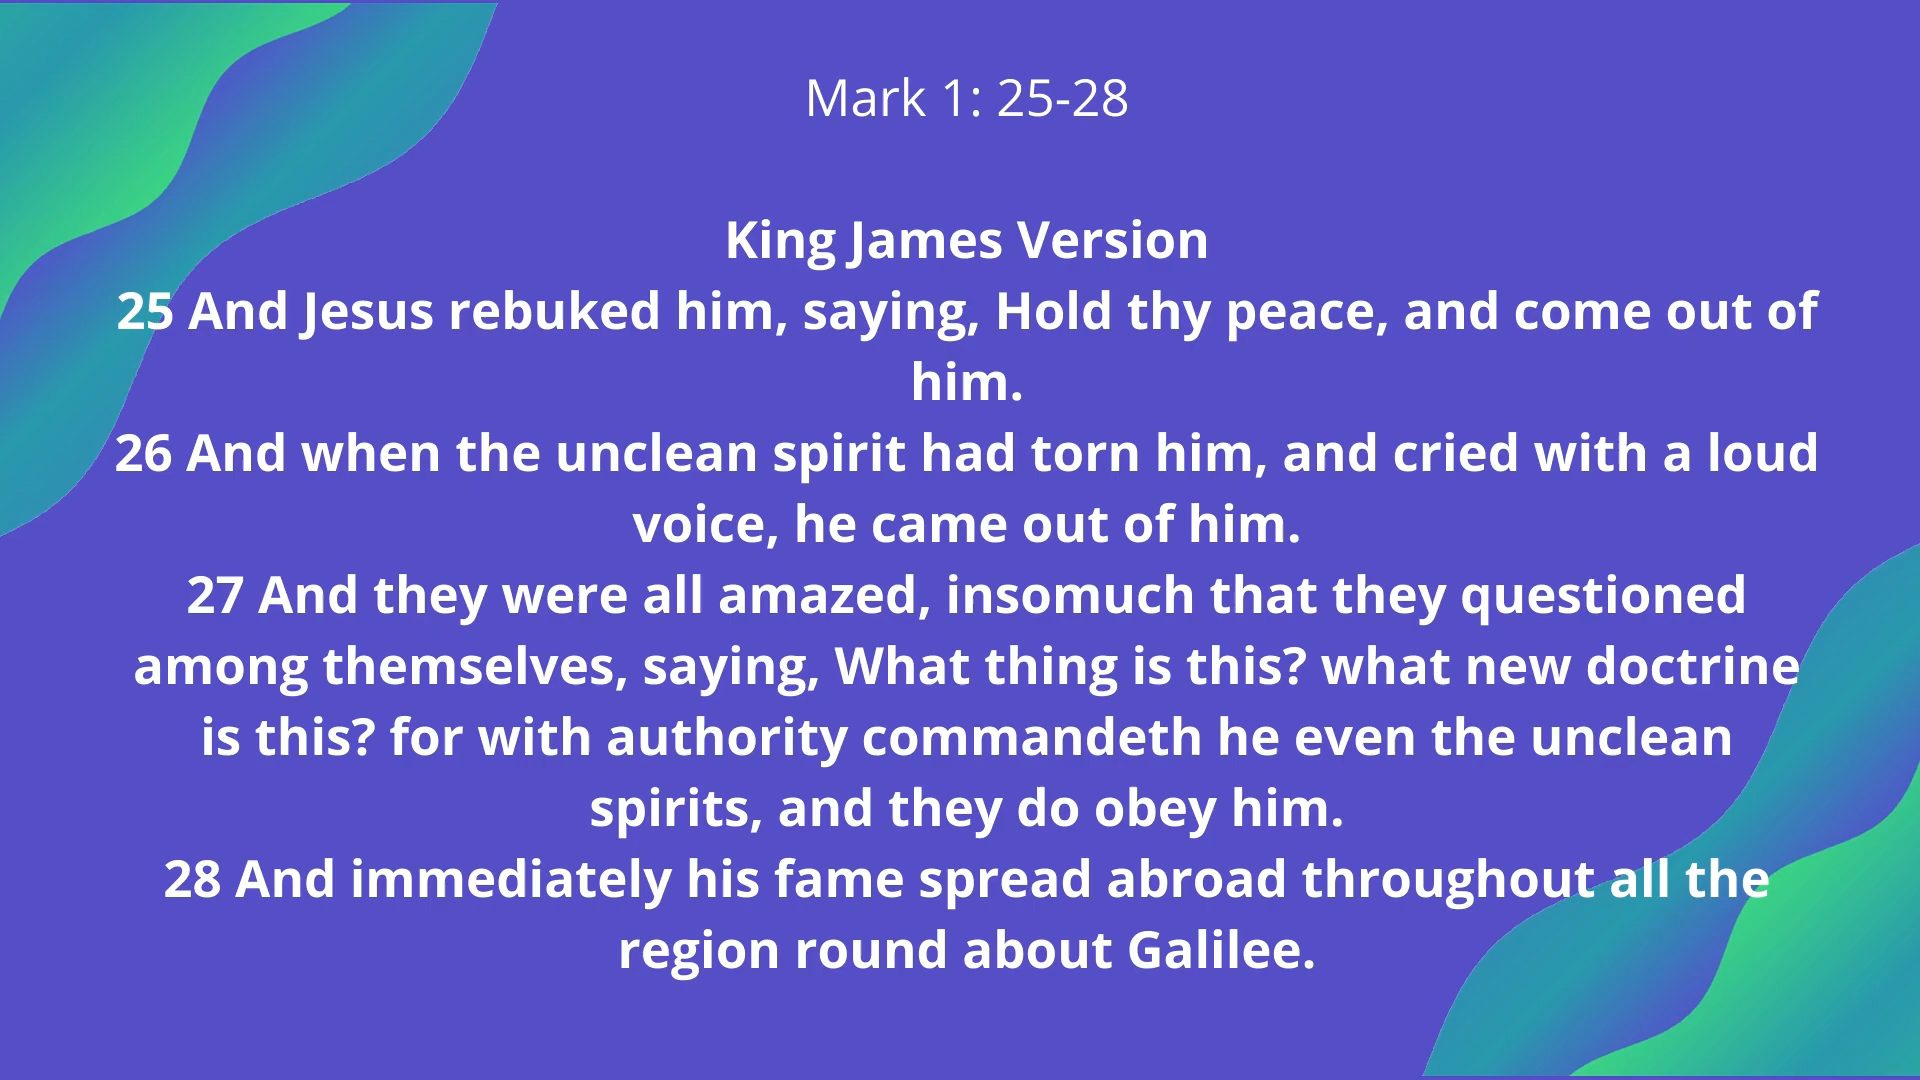 Mark 1: 25-28
King James Version
25 And Jesus rebuked him, saying, Hold thy peace, and come out of
him.
26 And when the unclean spirit had torn him, and cried with a loud
voice, he came out of him.
27 And they were all amazed, insomuch that they questioned
among themselves, saying, What thing is this? what new doctrine
is this? for with authority commandeth he even the unclean
spirits, and they do obey him.
28 And immediately his fame spread abroad throughout all the
region round about Galilee.